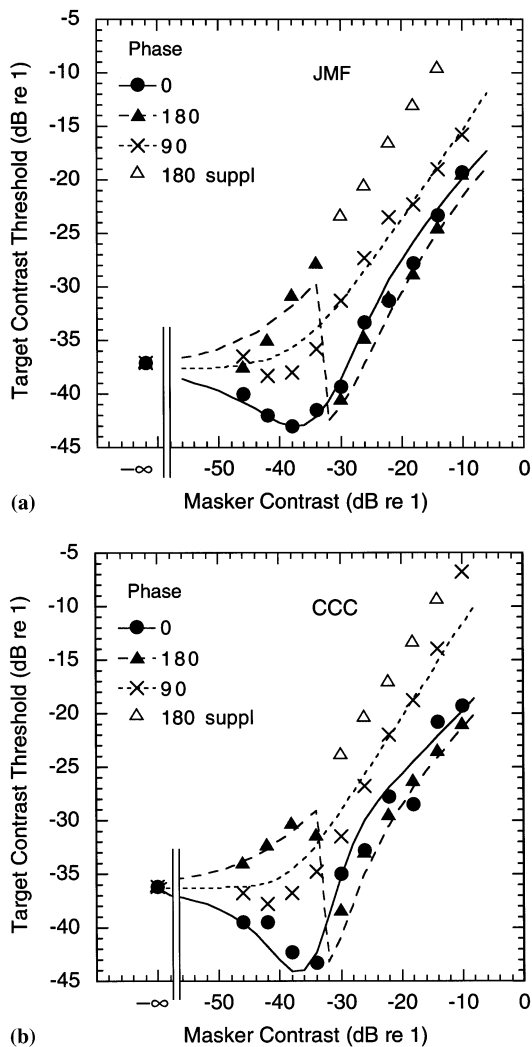 -5
-10
-15
-20
-25
-30
-35
-40
-45
Target Contrast Threshold (dB re 1)
Phase
0
180
90
180 suppl
JMF
−∞ -50 -40 -30 -20 -10 0
Masker Contrast (dB re 1)
(a)
-5
-10
-15
-20
-25
-30
-35
-40
-45
Target Contrast Threshold (dB re 1)
Phase
0
180
90
180 suppl
CCC
−∞ -50 -40 -30 -20 -10 0
Masker Contrast (dB re 1)
(b)